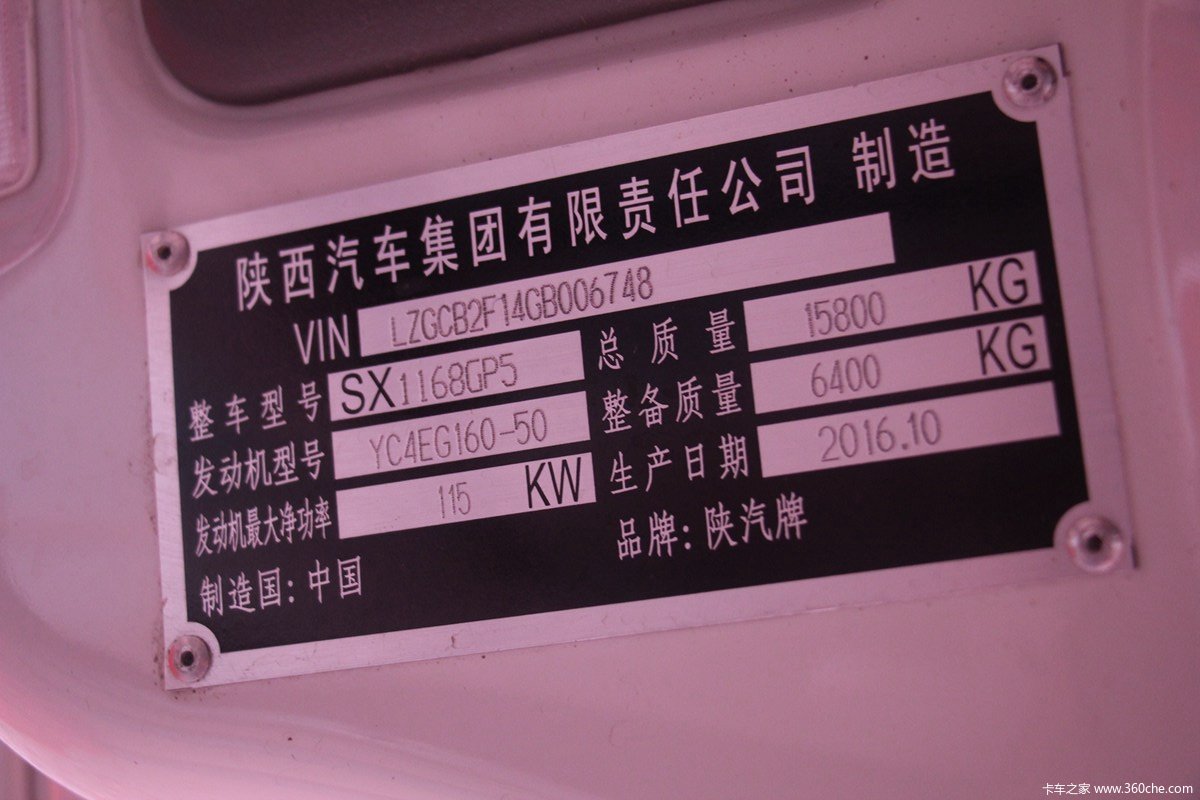 陕西汽车集团有限责任公司 制造
VIN LZGCB2F14GB006748
整车型号 SX1168GP5 总质量 15800 KG
发动机型号 YC4EG160-50 整备质量 6400 KG
发动机最大净功率 115 KW 生产日期 2016.10
制造国:中国 品牌:陕汽牌
卡车之家 www.360che.com